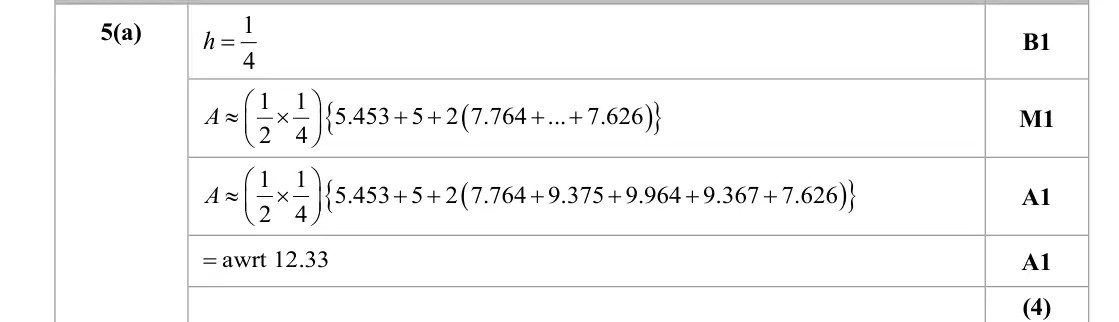 5(a) h = 1/4 B1
A ≈ (1/2 × 1/4){5.453 + 5 + 2(7.764 + ... + 7.626)} M1
A ≈ (1/2 × 1/4){5.453 + 5 + 2(7.764 + 9.375 + 9.964 + 9.367 + 7.626)} A1
= awrt 12.33 A1
(4)